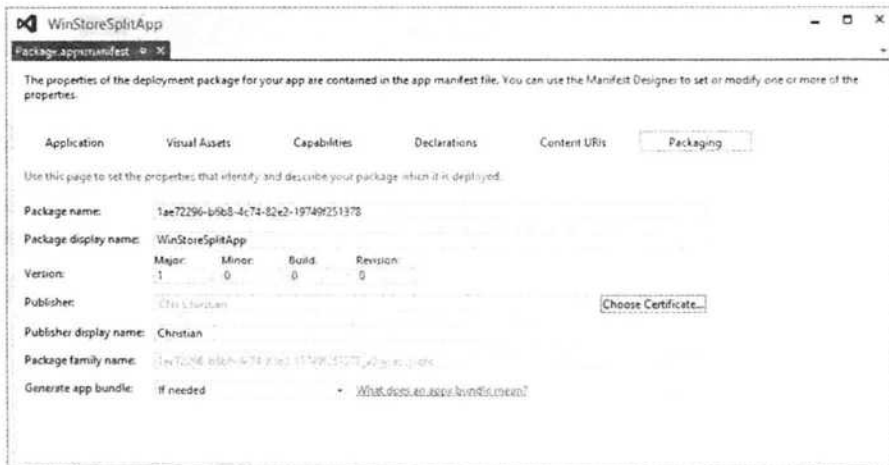 WinStoreSplitApp
Package.appxmanifest
The properties of the deployment package for your app are contained in the app manifest file. You can use the Manifest Designer to set or modify one or more of the
properties.
Application Visual Assets Capabilities Declarations Content URIs Packaging
Use this page to set the properties that identify and describe your package when it is deployed.
Package name: 1ae72296-b6b8-4c74-82e2-19749f251378
Package display name: WinStoreSplitApp
Major: Minor: Build: Revision:
Version: 1 0 0 0
Publisher: Choose Certificate...
Publisher display name: Christian
Package family name:
Generate app bundle: If needed What does an app bundle mean?